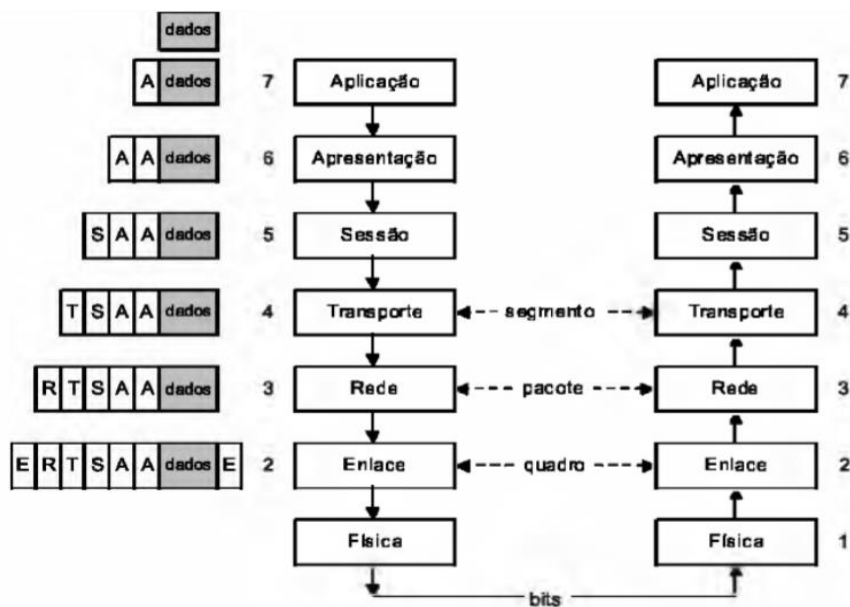 dados
A dados 7 Aplicação Aplicação 7
A A dados 6 Apresentação Apresentação 6
S A A dados 5 Sessão Sessão 5
T S A A dados 4 Transporte segmento Transporte 4
R T S A A dados 3 Rede pacote Rede 3
E R T S A A dados E 2 Enlace quadro Enlace 2
Física Física 1
bits